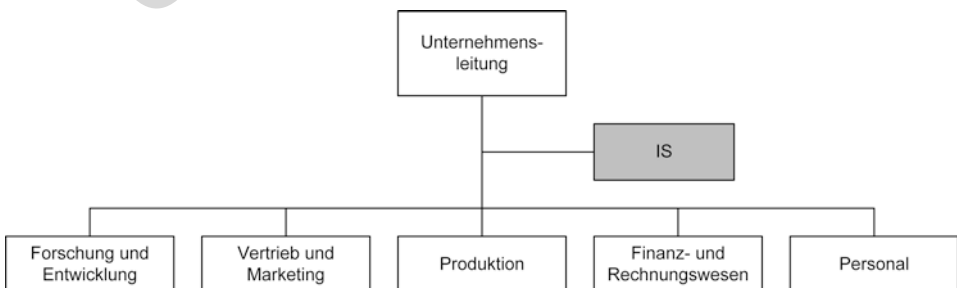 Unternehmens-
leitung
IS
Forschung und
Entwicklung
Vertrieb und
Marketing
Produktion
Finanz- und
Rechnungswesen
Personal